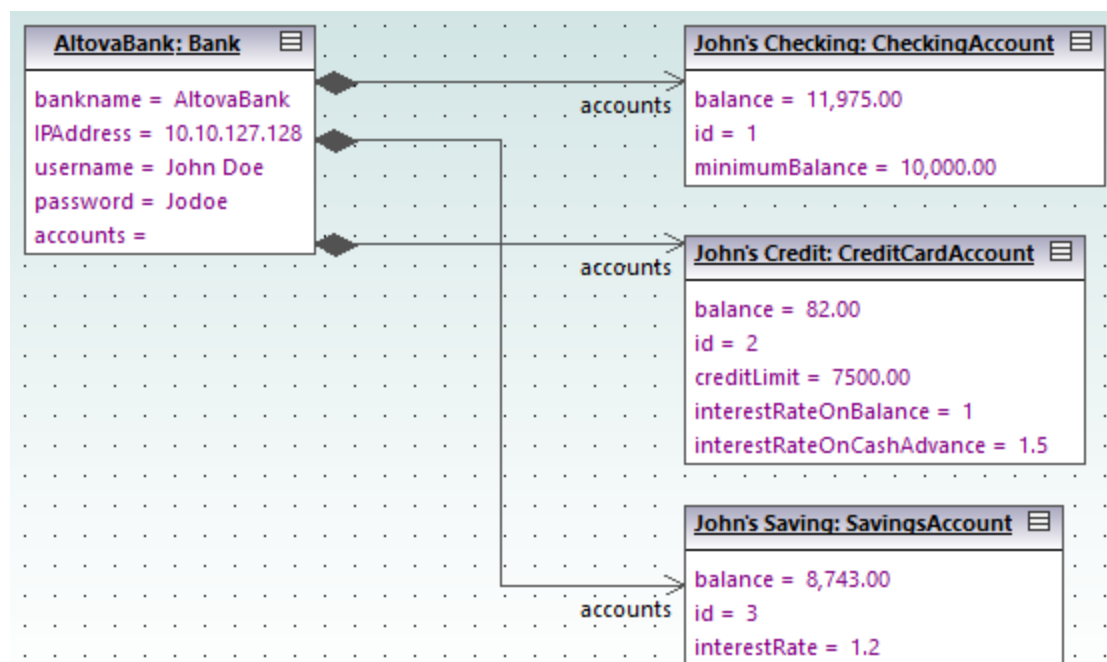 AltovaBank: Bank
bankname = AltovaBank
IPAddress = 10.10.127.128
username = John Doe
password = Jodoe
accounts =
accounts
John's Checking: CheckingAccount
balance = 11,975.00
id = 1
minimumBalance = 10,000.00
accounts
John's Credit: CreditCardAccount
balance = 82.00
id = 2
creditLimit = 7500.00
interestRateOnBalance = 1
interestRateOnCashAdvance = 1.5
accounts
John's Saving: SavingsAccount
balance = 8,743.00
id = 3
interestRate = 1.2